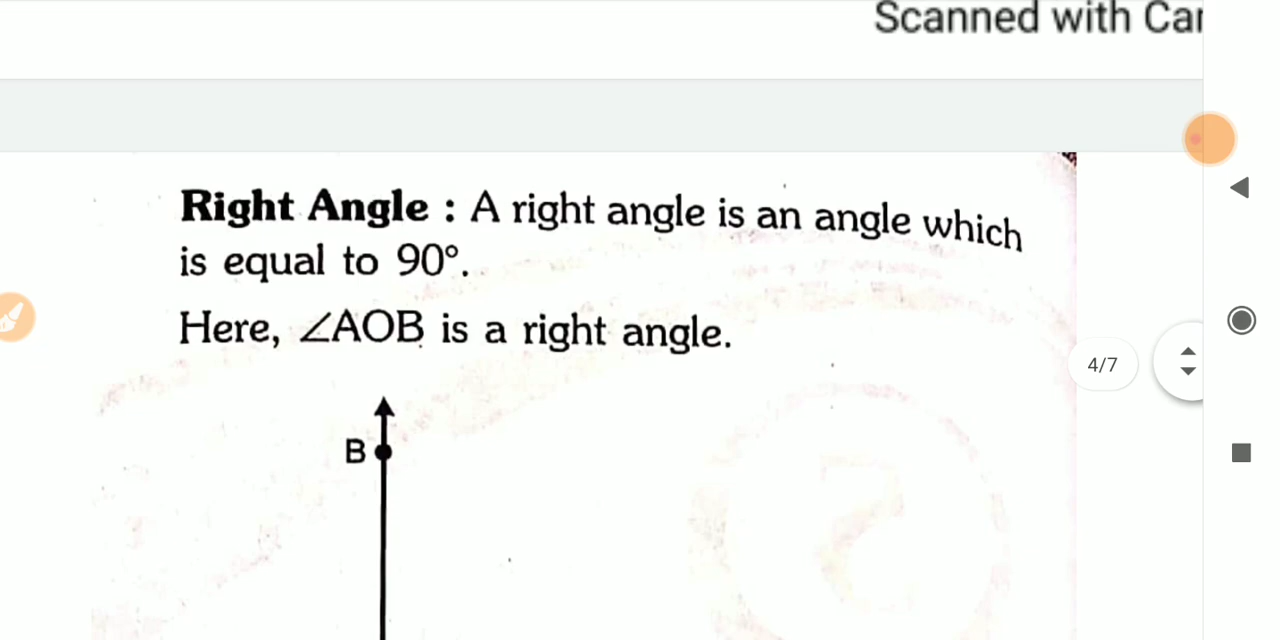 Scanned with Car
Right Angle : A right angle is an angle which
is equal to 90°.
Here, ∠AOB is a right angle.
4/7
B